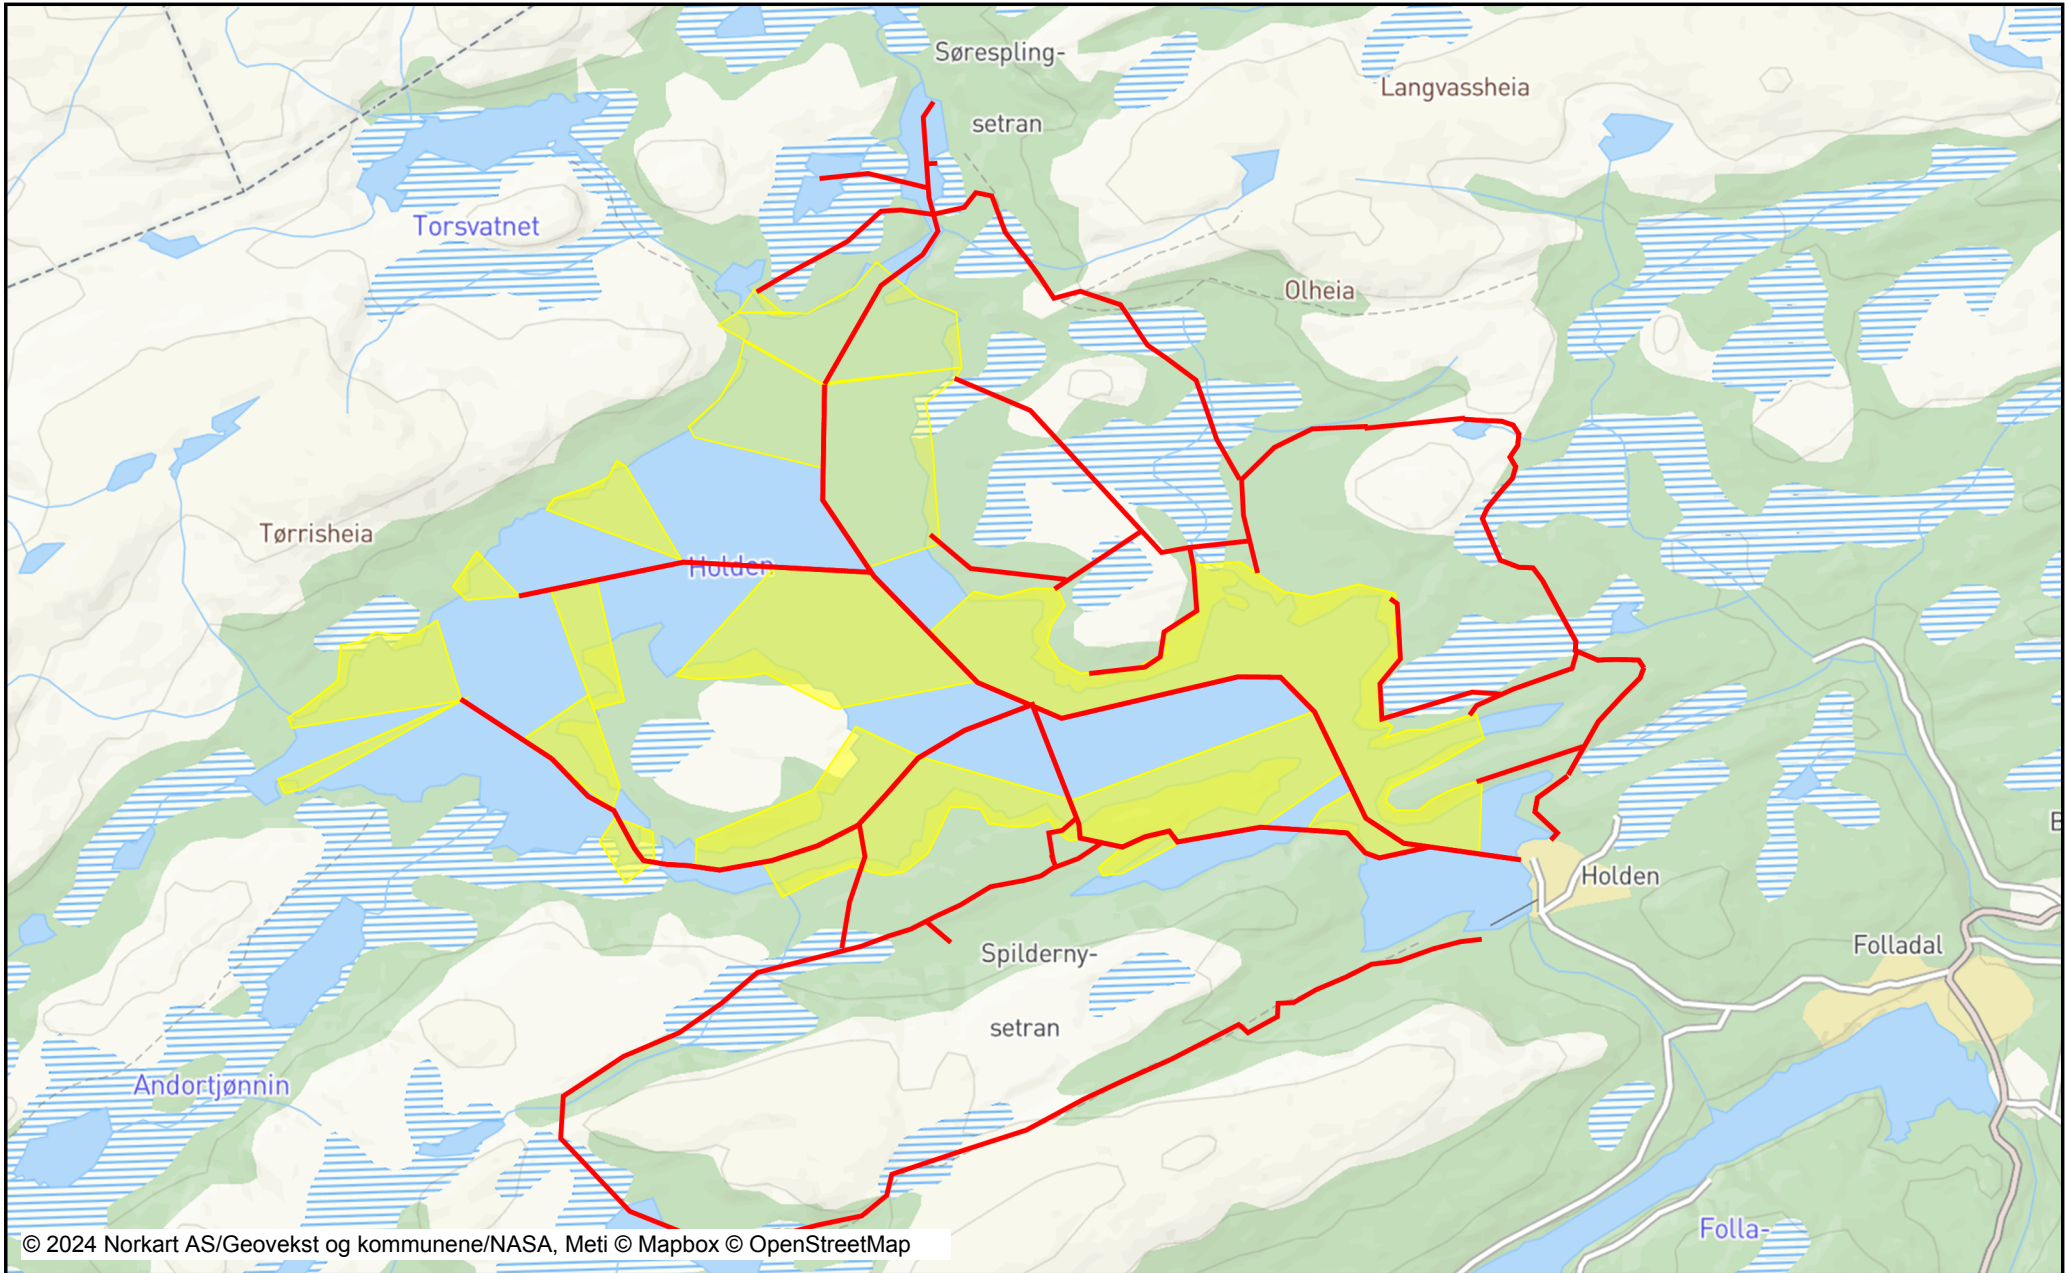 Sørespling-
setran
Langvassheia
Torsvatnet
Olheia
Tørrisheia
Holden
Holden
Folladal
Spilderny-
setran
Andortjønnin
Folla-
© 2024 Norkart AS/Geovekst og kommunene/NASA, Meti © Mapbox © OpenStreetMap